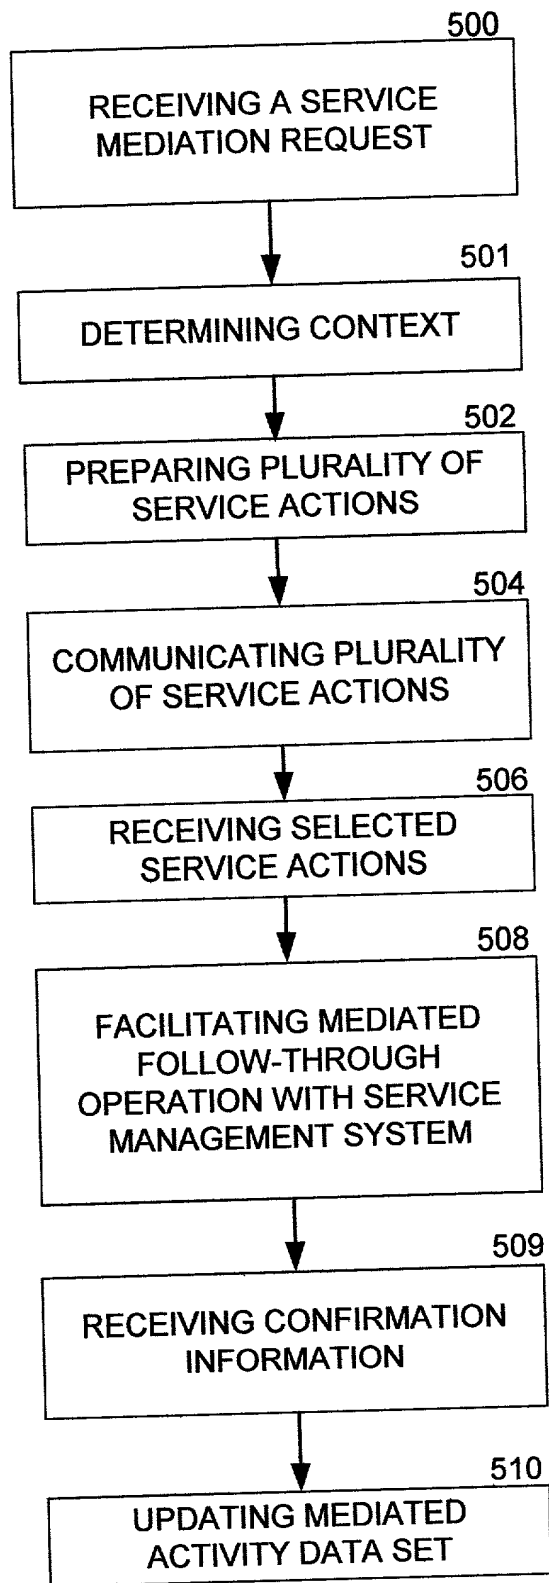 500
RECEIVING A SERVICE
MEDIATION REQUEST
501
DETERMINING CONTEXT
502
PREPARING PLURALITY OF
SERVICE ACTIONS
504
COMMUNICATING PLURALITY
OF SERVICE ACTIONS
506
RECEIVING SELECTED
SERVICE ACTIONS
508
FACILITATING MEDIATED
FOLLOW-THROUGH
OPERATION WITH SERVICE
MANAGEMENT SYSTEM
509
RECEIVING CONFIRMATION
INFORMATION
510
UPDATING MEDIATED
ACTIVITY DATA SET